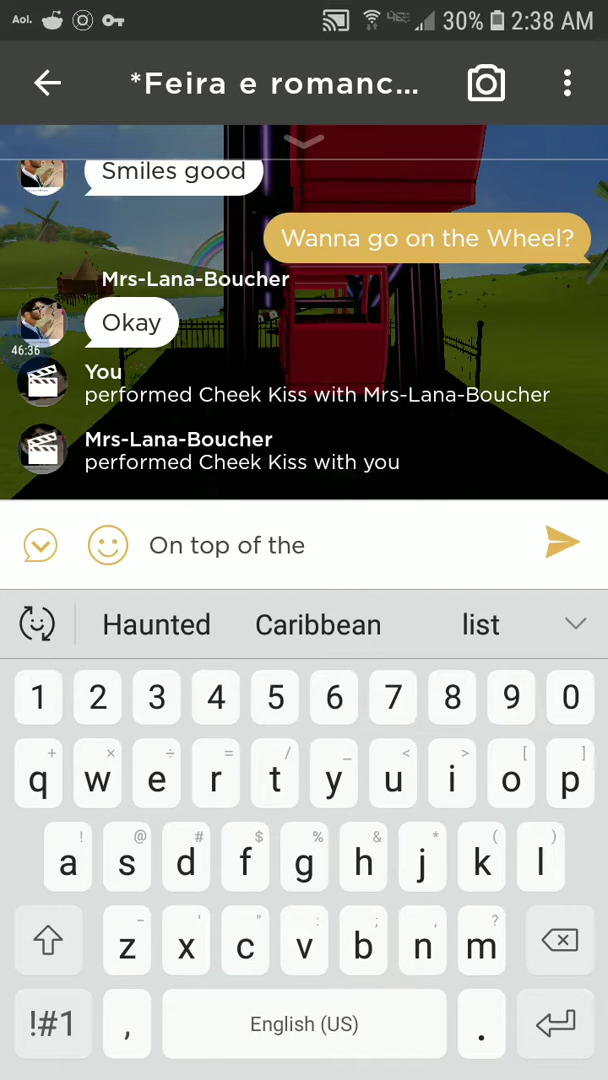 Aol. 30% 2:38 AM
*Feira e romanc...
Smiles good
Wanna go on the Wheel?
Mrs-Lana-Boucher
Okay
46:36
You
performed Cheek Kiss with Mrs-Lana-Boucher
Mrs-Lana-Boucher
performed Cheek Kiss with you
On top of the
Haunted Caribbean list
1 2 3 4 5 6 7 8 9 0
+ × ÷ = / _ < > [ ]
q w e r t y u i o p
! @ # $ % & * ( )
a s d f g h j k l
- ' " : ; , ?
z x c v b n m
!#1 , English (US) .